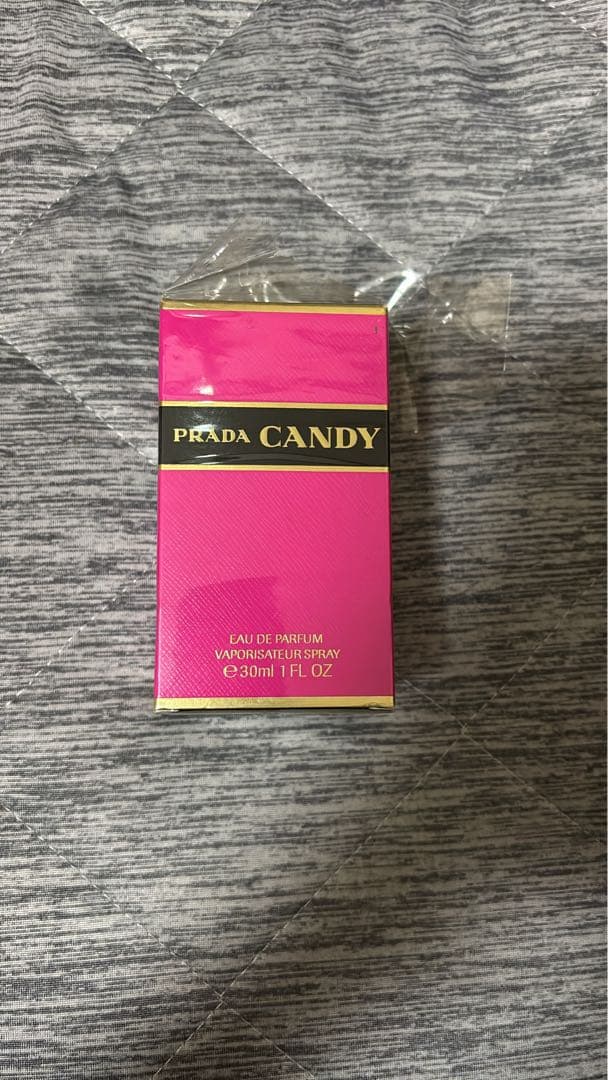 PRADA CANDY
EAU DE PARFUM
VAPORISATEUR SPRAY
℮30ml 1 FL OZ